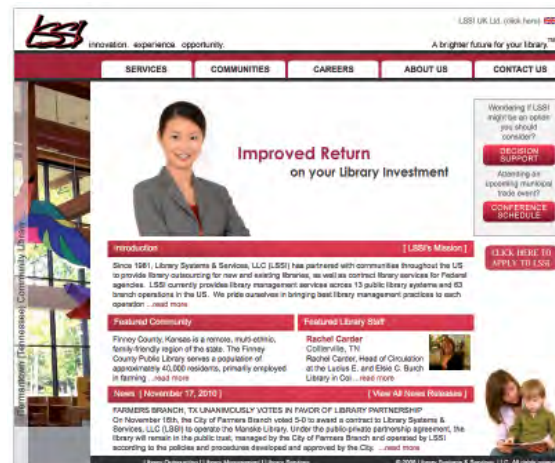 LSSI
LSSI UK Ltd. (click here)
innovation. experience. opportunity.
A brighter future for your library.™
SERVICES
COMMUNITIES
CAREERS
ABOUT US
CONTACT US
Germantown (Tennessee) Community Library
Improved Return
on your Library Investment
Wondering if LSSI
might be an option
you should
consider?
DECISION
SUPPORT
Attending an
upcoming municipal
trade event?
CONFERENCE
SCHEDULE
CLICK HERE TO
APPLY TO LSSI
Introduction
[ LSSI's Mission ]
Since 1981, Library Systems & Services, LLC (LSSI) has partnered with communities throughout the US
to provide library outsourcing for new and existing libraries, as well as contract library services for Federal
agencies. LSSI currently provides library management services across 13 public library systems and 63
branch operations in the US. We pride ourselves in bringing best library management practices to each
operation ...read more
Featured Community
Finney County, Kansas is a remote, multi-ethnic,
family-friendly region of the state. The Finney
County Public Library serves a population of
approximately 40,000 residents, primarily employed
in farming ...read more
Featured Library Staff
Rachel Carder
Collierville, TN
Rachel Carder, Head of Circulation
at the Lucius E. and Elsie C. Burch
Library in Col ...read more
News [ November 17, 2010 ]
[ View All News Releases ]
FARMERS BRANCH, TX UNANIMOUSLY VOTES IN FAVOR OF LIBRARY PARTNERSHIP
On November 16th, the City of Farmers Branch voted 5-0 to award a contract to Library Systems &
Services, LLC (LSSI) to operate the Manske Library. Under the public-private partnership agreement, the
library will remain in the public trust, managed by the City of Farmers Branch and operated by LSSI
according to the policies and procedures developed and approved by the City. ...read more